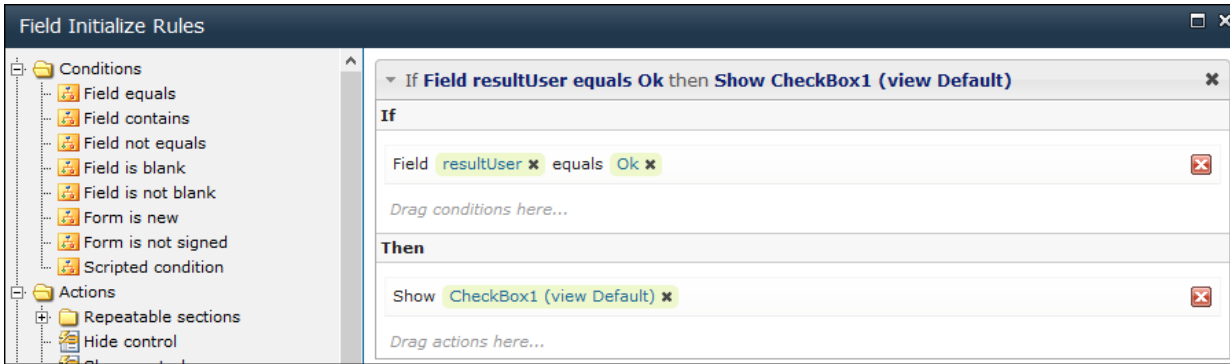 Field Initialize Rules
Conditions
Field equals
Field contains
Field not equals
Field is blank
Field is not blank
Form is new
Form is not signed
Scripted condition
Actions
Repeatable sections
Hide control
If Field resultUser equals Ok then Show CheckBox1 (view Default)
If
Field resultUser equals Ok
Drag conditions here...
Then
Show CheckBox1 (view Default)
Drag actions here...